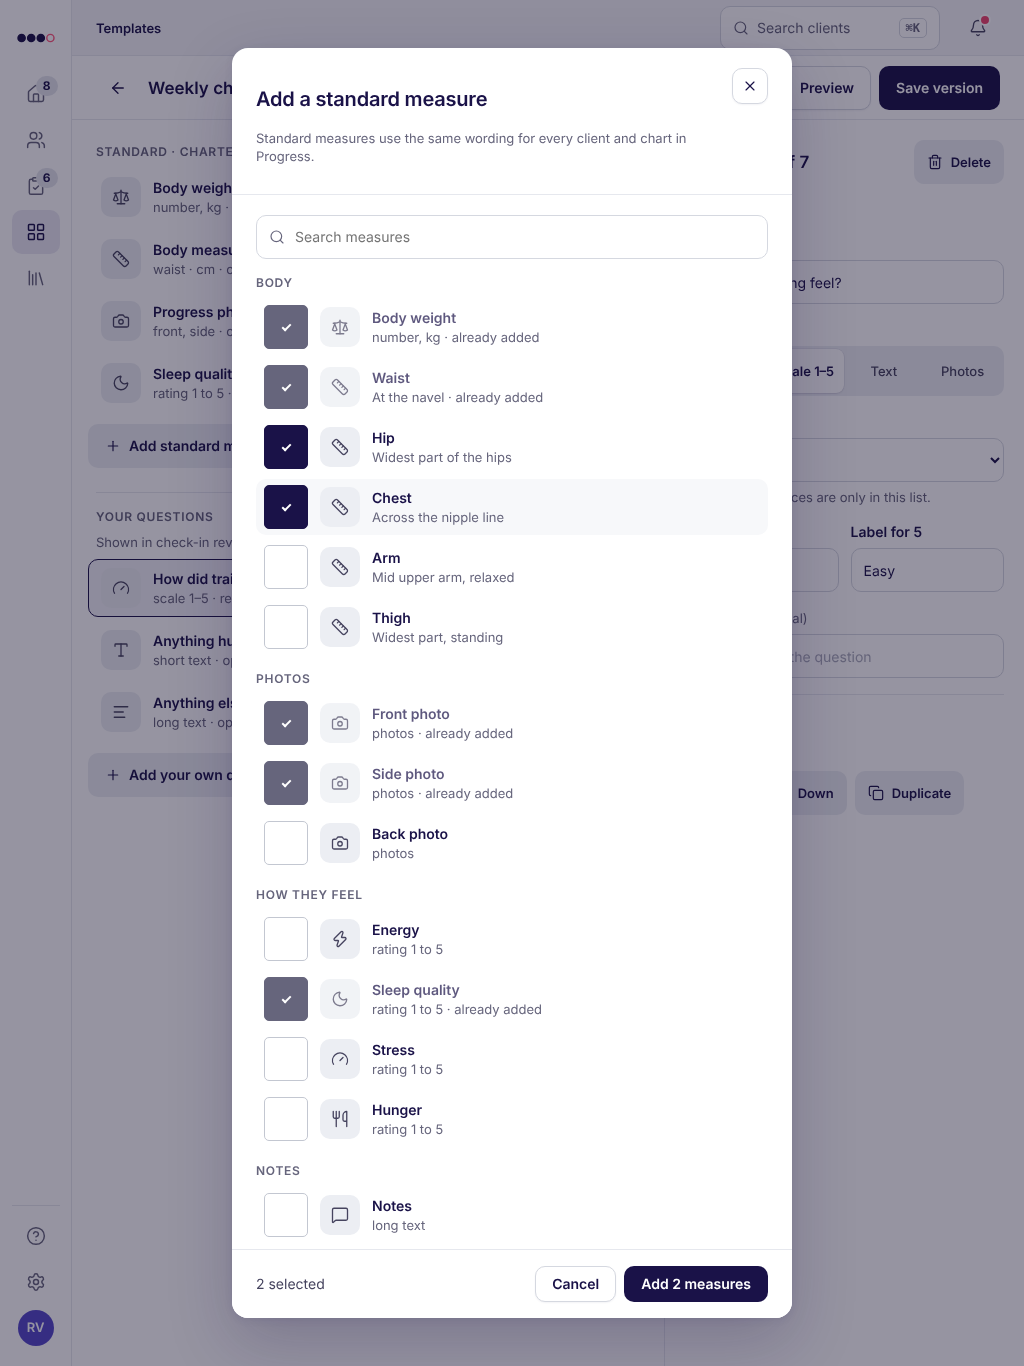 Templates
Search clients
⌘K
8
6
Weekly ch
Preview
Save version
STANDARD · CHARTE
Body weigh
number, kg ·
Body measu
waist · cm · o
Progress ph
front, side · o
Sleep qualit
rating 1 to 5 ·
Add standard m
YOUR QUESTIONS
Shown in check-in rev
How did trai
scale 1–5 · re
Anything hu
short text · op
Anything els
long text · op
Add your own q
RV
Add a standard measure
Standard measures use the same wording for every client and chart in
Progress.
Search measures
BODY
Body weight
number, kg · already added
Waist
At the navel · already added
Hip
Widest part of the hips
Chest
Across the nipple line
Arm
Mid upper arm, relaxed
Thigh
Widest part, standing
PHOTOS
Front photo
photos · already added
Side photo
photos · already added
Back photo
photos
HOW THEY FEEL
Energy
rating 1 to 5
Sleep quality
rating 1 to 5 · already added
Stress
rating 1 to 5
Hunger
rating 1 to 5
NOTES
Notes
long text
2 selected
Cancel
Add 2 measures
f 7
Delete
ng feel?
ale 1–5
Text
Photos
ces are only in this list.
Label for 5
Easy
al)
the question
Down
Duplicate